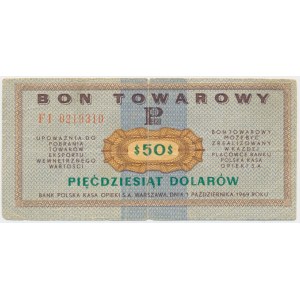 BON TOWAROWY
FI 0219310
UPOWAŻNIA DO
POBRANIA
TOWARÓW
EKSPORTU
WEWNĘTRZNEGO
WARTOŚCI
$50$
BON TOWAROWY
MOŻE BYĆ
ZREALIZOWANY
W KAŻDEJ
PLACÓWCE BANKU
POLSKA KASA
OPIEKI S.A.
PIĘĆDZIESIĄT DOLARÓW
BANK POLSKA KASA OPIEKI S.A. WARSZAWA, DNIA 1 PAŹDZIERNIKA 1969 ROKU